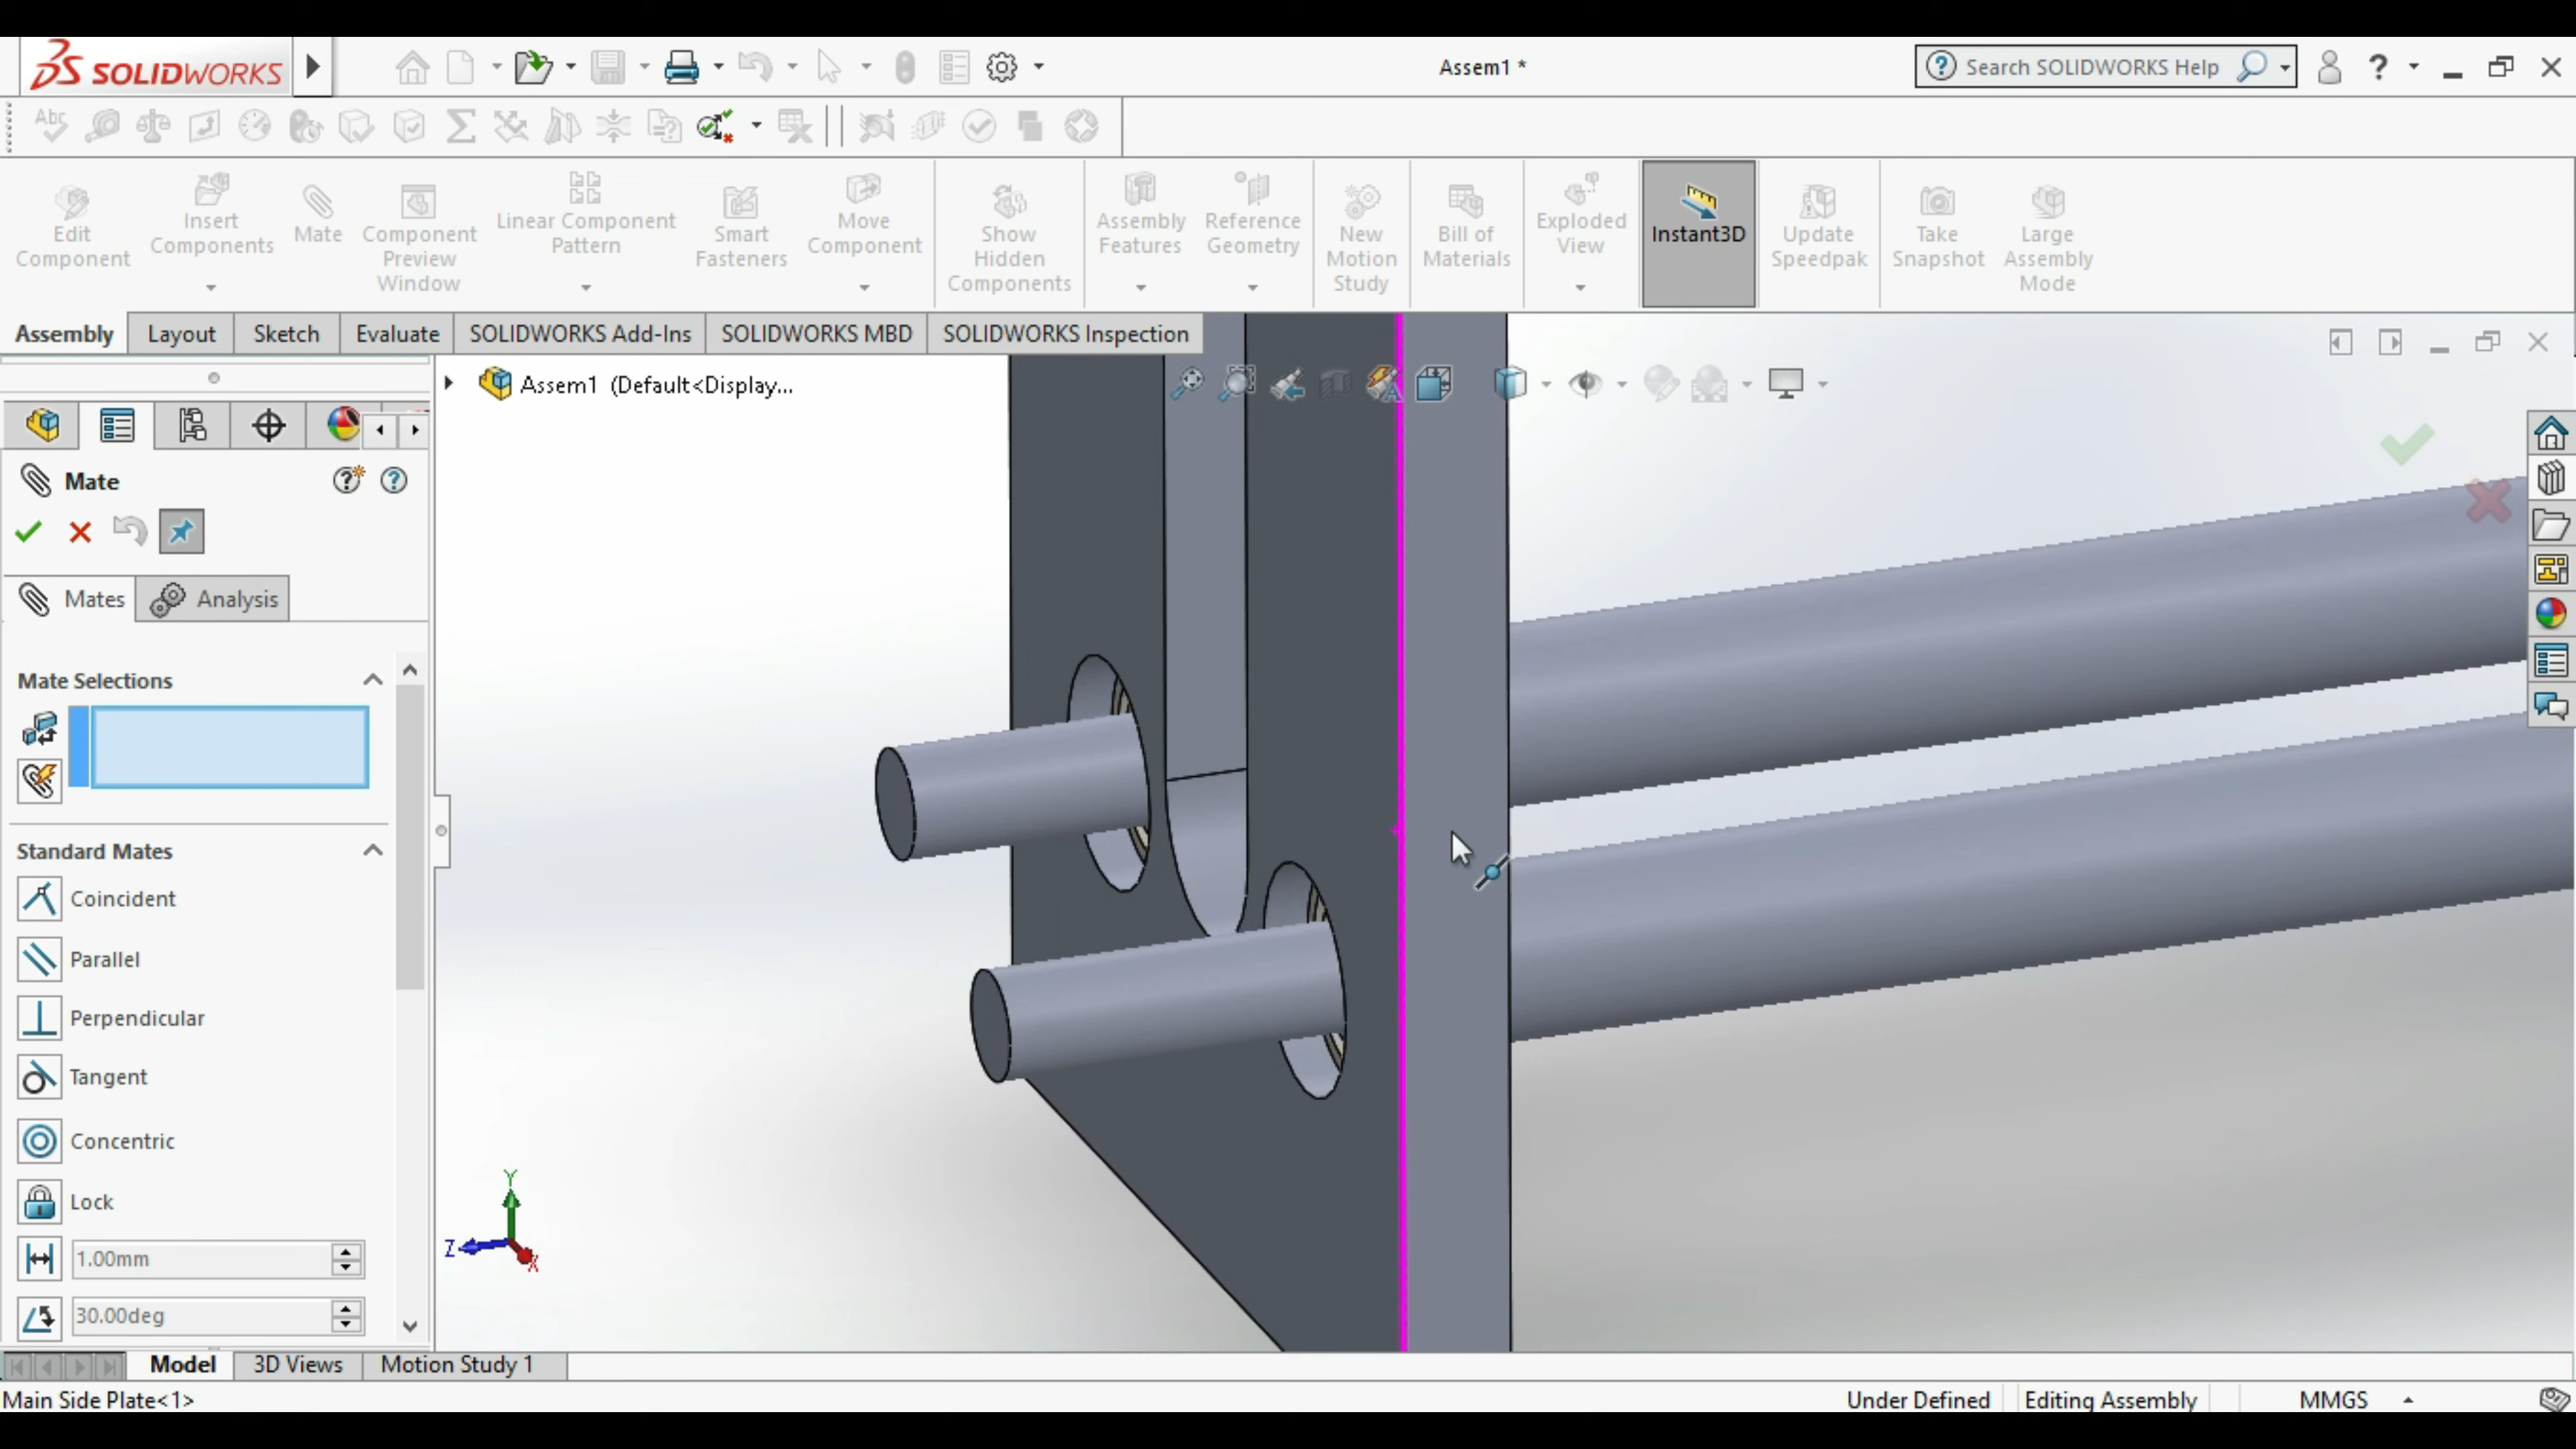 SOLIDWORKS
Assem1 *
Search SOLIDWORKS Help
?
Abc
Edit Component
Insert Components
Mate
Component Preview Window
Linear Component Pattern
Smart Fasteners
Move Component
Show Hidden Components
Assembly Features
Reference Geometry
New Motion Study
Bill of Materials
Exploded View
Instant3D
Update Speedpak
Take Snapshot
Large Assembly Mode
Assembly Layout Sketch Evaluate SOLIDWORKS Add-Ins SOLIDWORKS MBD SOLIDWORKS Inspection
Assem1 (Default<Display...
Mate
Mates Analysis
Mate Selections
Standard Mates
Coincident
Parallel
Perpendicular
Tangent
Concentric
Lock
1.00mm
30.00deg
Y
Z
X
Model 3D Views Motion Study 1
Main Side Plate<1>
Under Defined Editing Assembly MMGS